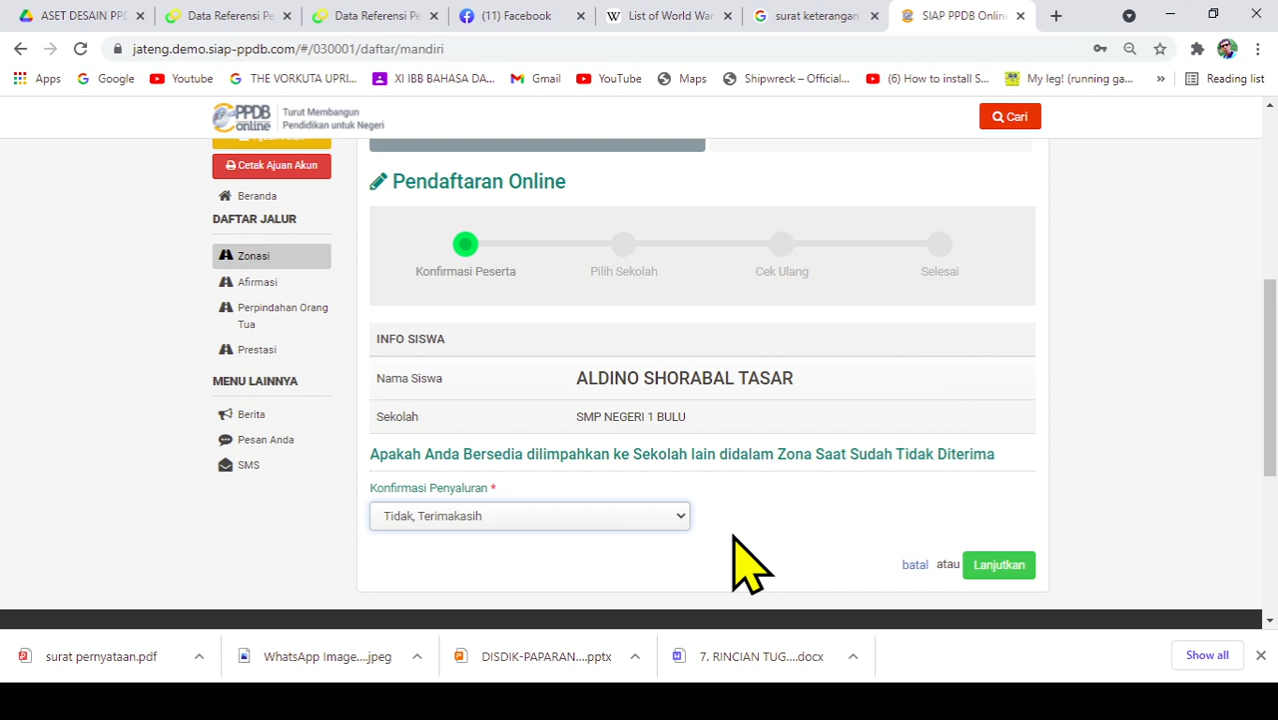 ASET DESAIN PPD
Data Referensi Pe
Data Referensi Pe
(11) Facebook
List of World War
surat keterangan
SIAP PPDB Onlin
jateng.demo.siap-ppdb.com/#/030001/daftar/mandiri
Apps
Google
Youtube
THE VORKUTA UPRI...
XI IBB BAHASA DA...
Gmail
YouTube
Maps
Shipwreck – Official...
(6) How to install S...
My leg! (running ga...
»
Reading list
PPDB online
Turut Membangun
Pendidikan untuk Negeri
Cari
Cetak Ajuan Akun
Beranda
DAFTAR JALUR
Zonasi
Afirmasi
Perpindahan Orang
Tua
Prestasi
MENU LAINNYA
Berita
Pesan Anda
SMS
Pendaftaran Online
Konfirmasi Peserta
Pilih Sekolah
Cek Ulang
Selesai
INFO SISWA
Nama Siswa
ALDINO SHORABAL TASAR
Sekolah
SMP NEGERI 1 BULU
Apakah Anda Bersedia dilimpahkan ke Sekolah lain didalam Zona Saat Sudah Tidak Diterima
Konfirmasi Penyaluran *
Tidak, Terimakasih
batal atau Lanjutkan
surat pernyataan.pdf
WhatsApp Image....jpeg
DISDIK-PAPARAN....pptx
7. RINCIAN TUG....docx
Show all